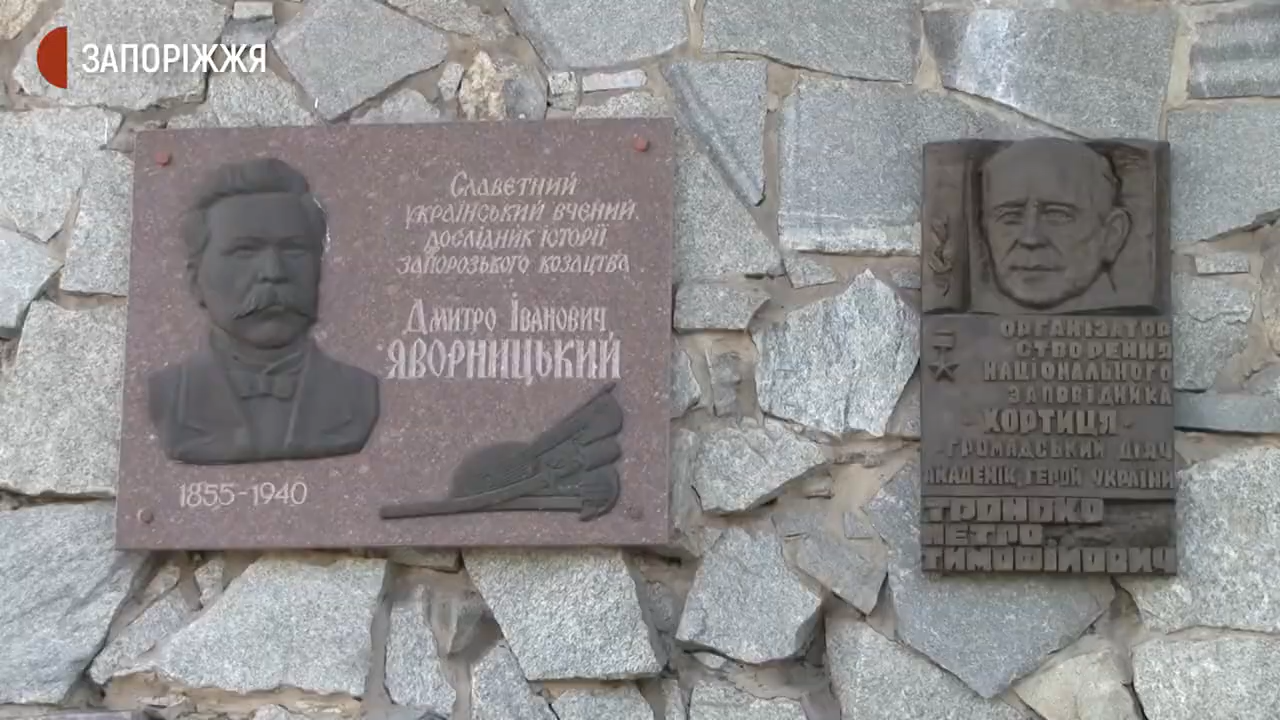 ЗАПОРІЖЖЯ
Славетний
український вчений,
дослідник історії
запорозького козацтва
Дмитро Іванович
ЯВОРНИЦЬКИЙ
1855-1940
ОРГАНІЗАТОР
СТВОРЕННЯ
НАЦІОНАЛЬНОГО
ЗАПОВІДНИКА
ХОРТИЦЯ
ГРОМАДСЬКИЙ ДІЯЧ
АКАДЕМІК, ГЕРОЙ УКРАЇНИ
ТРОНЬКО
ПЕТРО
ТИМОФІЙОВИЧ